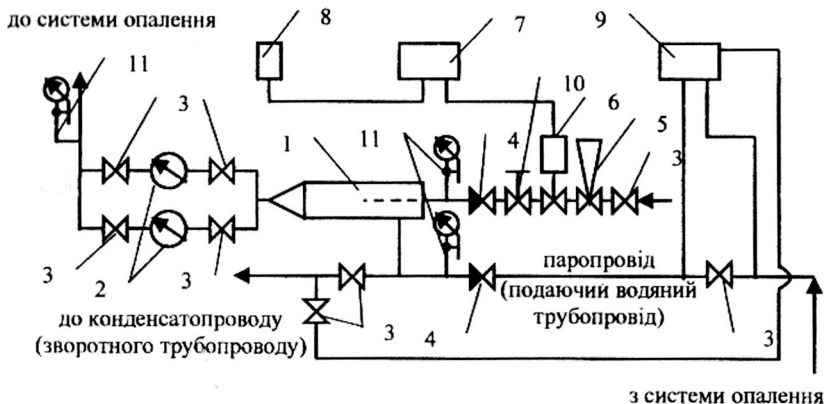 до системи опалення
8
7
9
11
3
3
10
6
5
1
11
4
3
3
2
3
паропровід
(подаючий водяний
трубопровід)
до конденсатопроводу
(зворотного трубопроводу)
3
4
3
з системи опалення